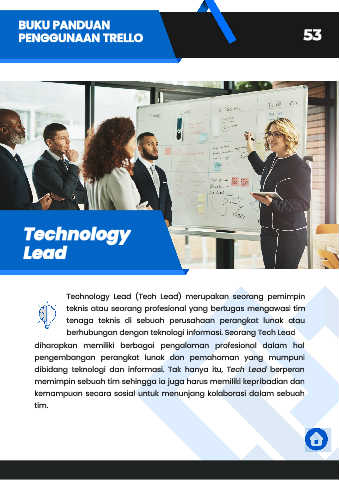 BUKU PANDUAN
PENGGUNAAN TRELLO
53
Technology
Lead
Technology Lead (Tech Lead) merupakan seorang pemimpin
teknis atau seorang profesional yang bertugas mengawasi tim
tenaga teknis di sebuah perusahaan perangkat lunak atau
berhubungan dengan teknologi informasi. Seorang Tech Lead
diharapkan memiliki berbagai pengalaman profesional dalam hal
pengembangan perangkat lunak dan pemahaman yang mumpuni
dibidang teknologi dan informasi. Tak hanya itu, Tech Lead berperan
memimpin sebuah tim sehingga ia juga harus memiliki kepribadian dan
kemampuan secara sosial untuk menunjang kolaborasi dalam sebuah
tim.